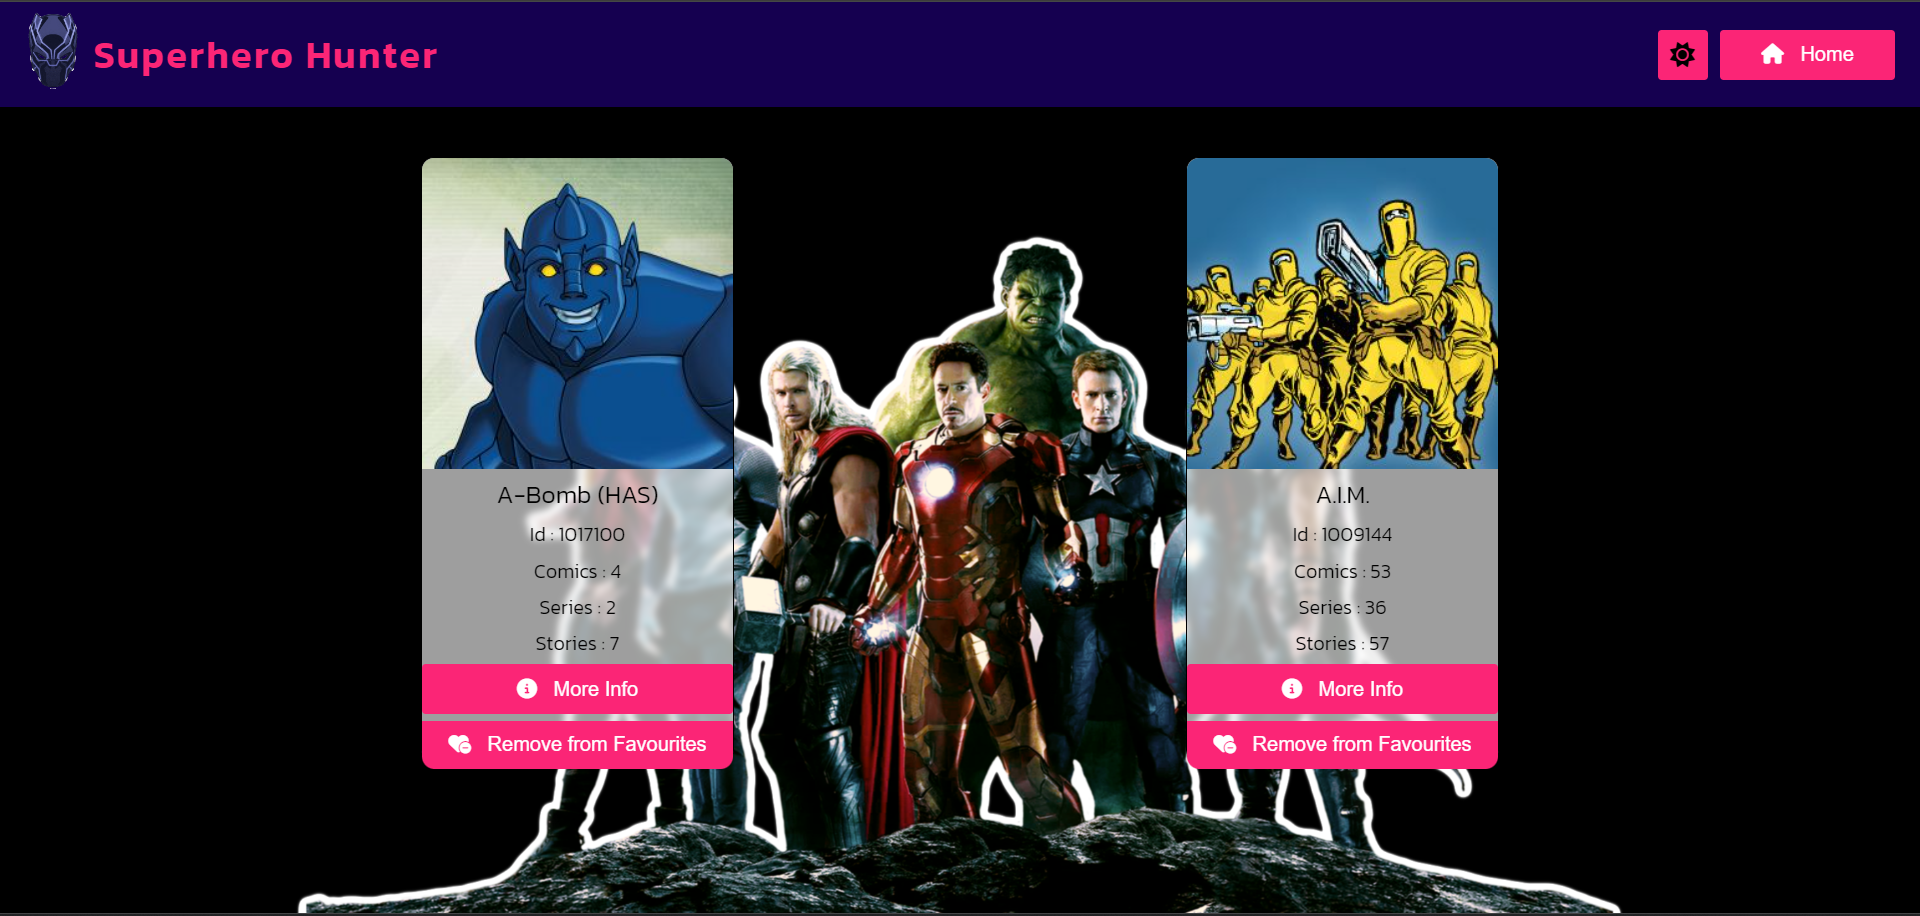 Superhero Hunter
Home
A-Bomb (HAS)
Id : 1017100
Comics : 4
Series : 2
Stories : 7
More Info
Remove from Favourites
A.I.M.
Id : 1009144
Comics : 53
Series : 36
Stories : 57
More Info
Remove from Favourites